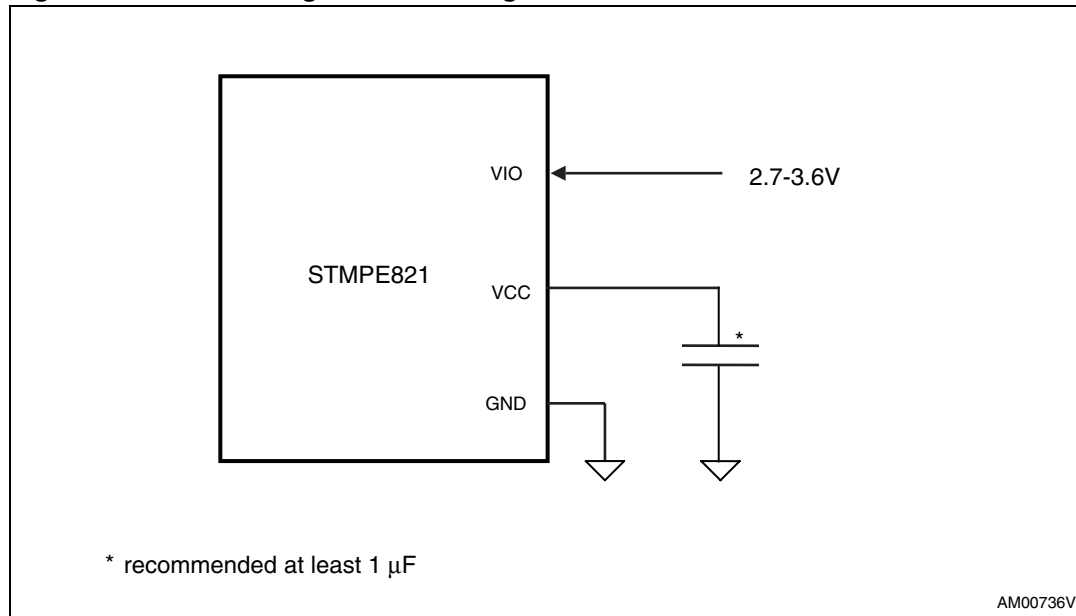 VIO
2.7-3.6V
STMPE821
VCC
*
GND
* recommended at least 1 μF
AM00736V